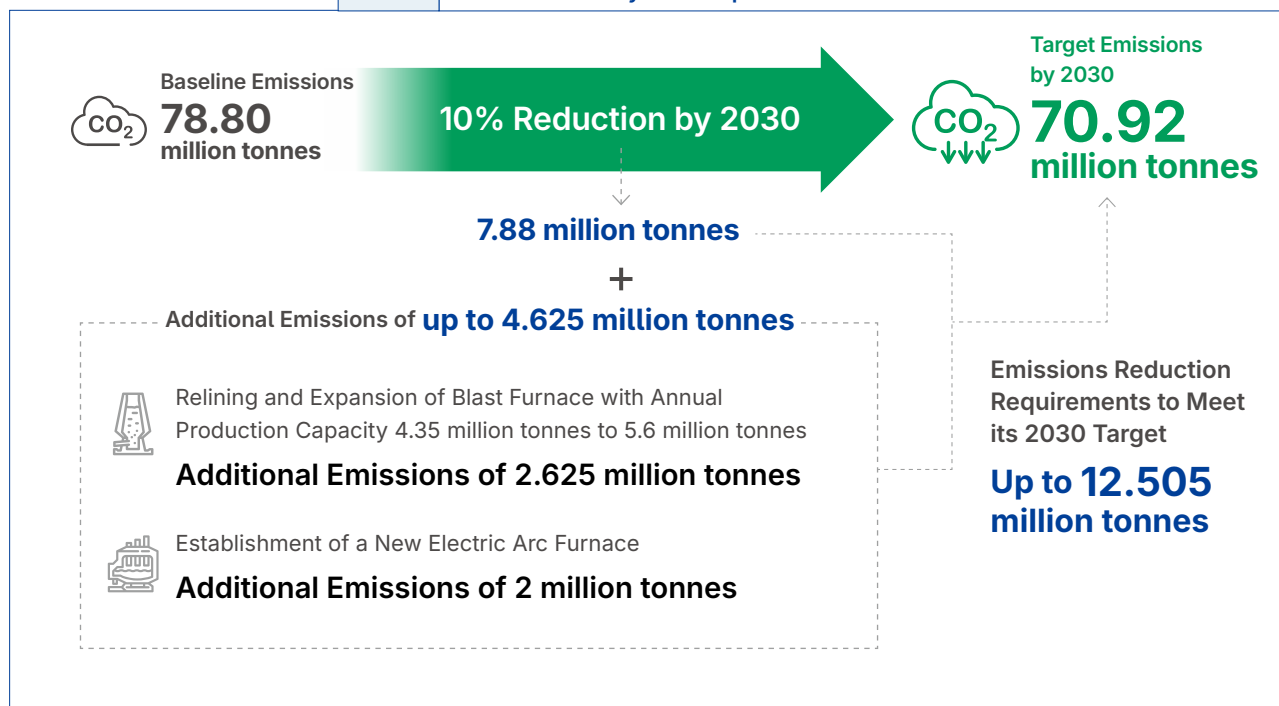 Baseline Emissions
78.80
million tonnes
CO2
10% Reduction by 2030
Target Emissions
by 2030
70.92
million tonnes
CO2
7.88 million tonnes
+
Additional Emissions of up to 4.625 million tonnes
Relining and Expansion of Blast Furnace with Annual
Production Capacity 4.35 million tonnes to 5.6 million tonnes
Additional Emissions of 2.625 million tonnes
Establishment of a New Electric Arc Furnace
Additional Emissions of 2 million tonnes
Emissions Reduction
Requirements to Meet
its 2030 Target
Up to 12.505
million tonnes